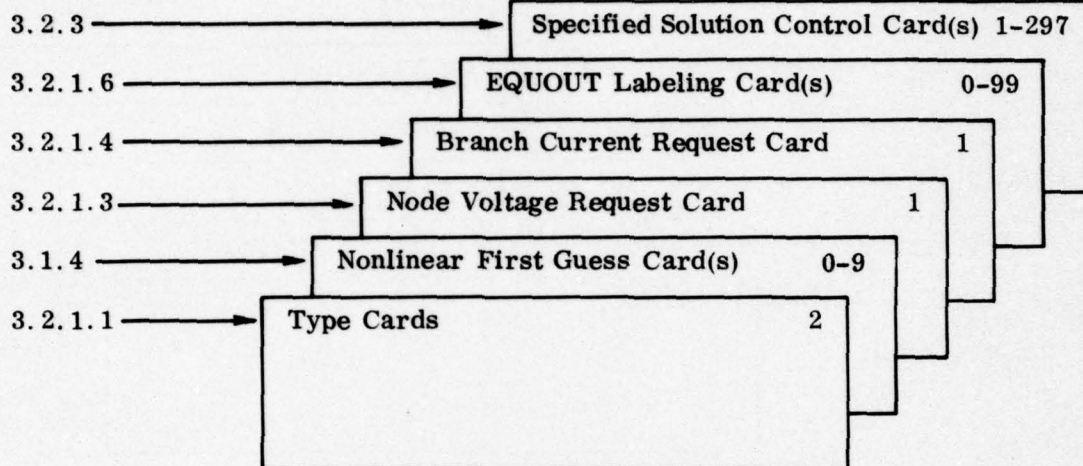 3.2.3 Specified Solution Control Card(s) 1-297
3.2.1.6 EQUOUT Labeling Card(s) 0-99
3.2.1.4 Branch Current Request Card 1
3.2.1.3 Node Voltage Request Card 1
3.1.4 Nonlinear First Guess Card(s) 0-9
3.2.1.1 Type Cards 2